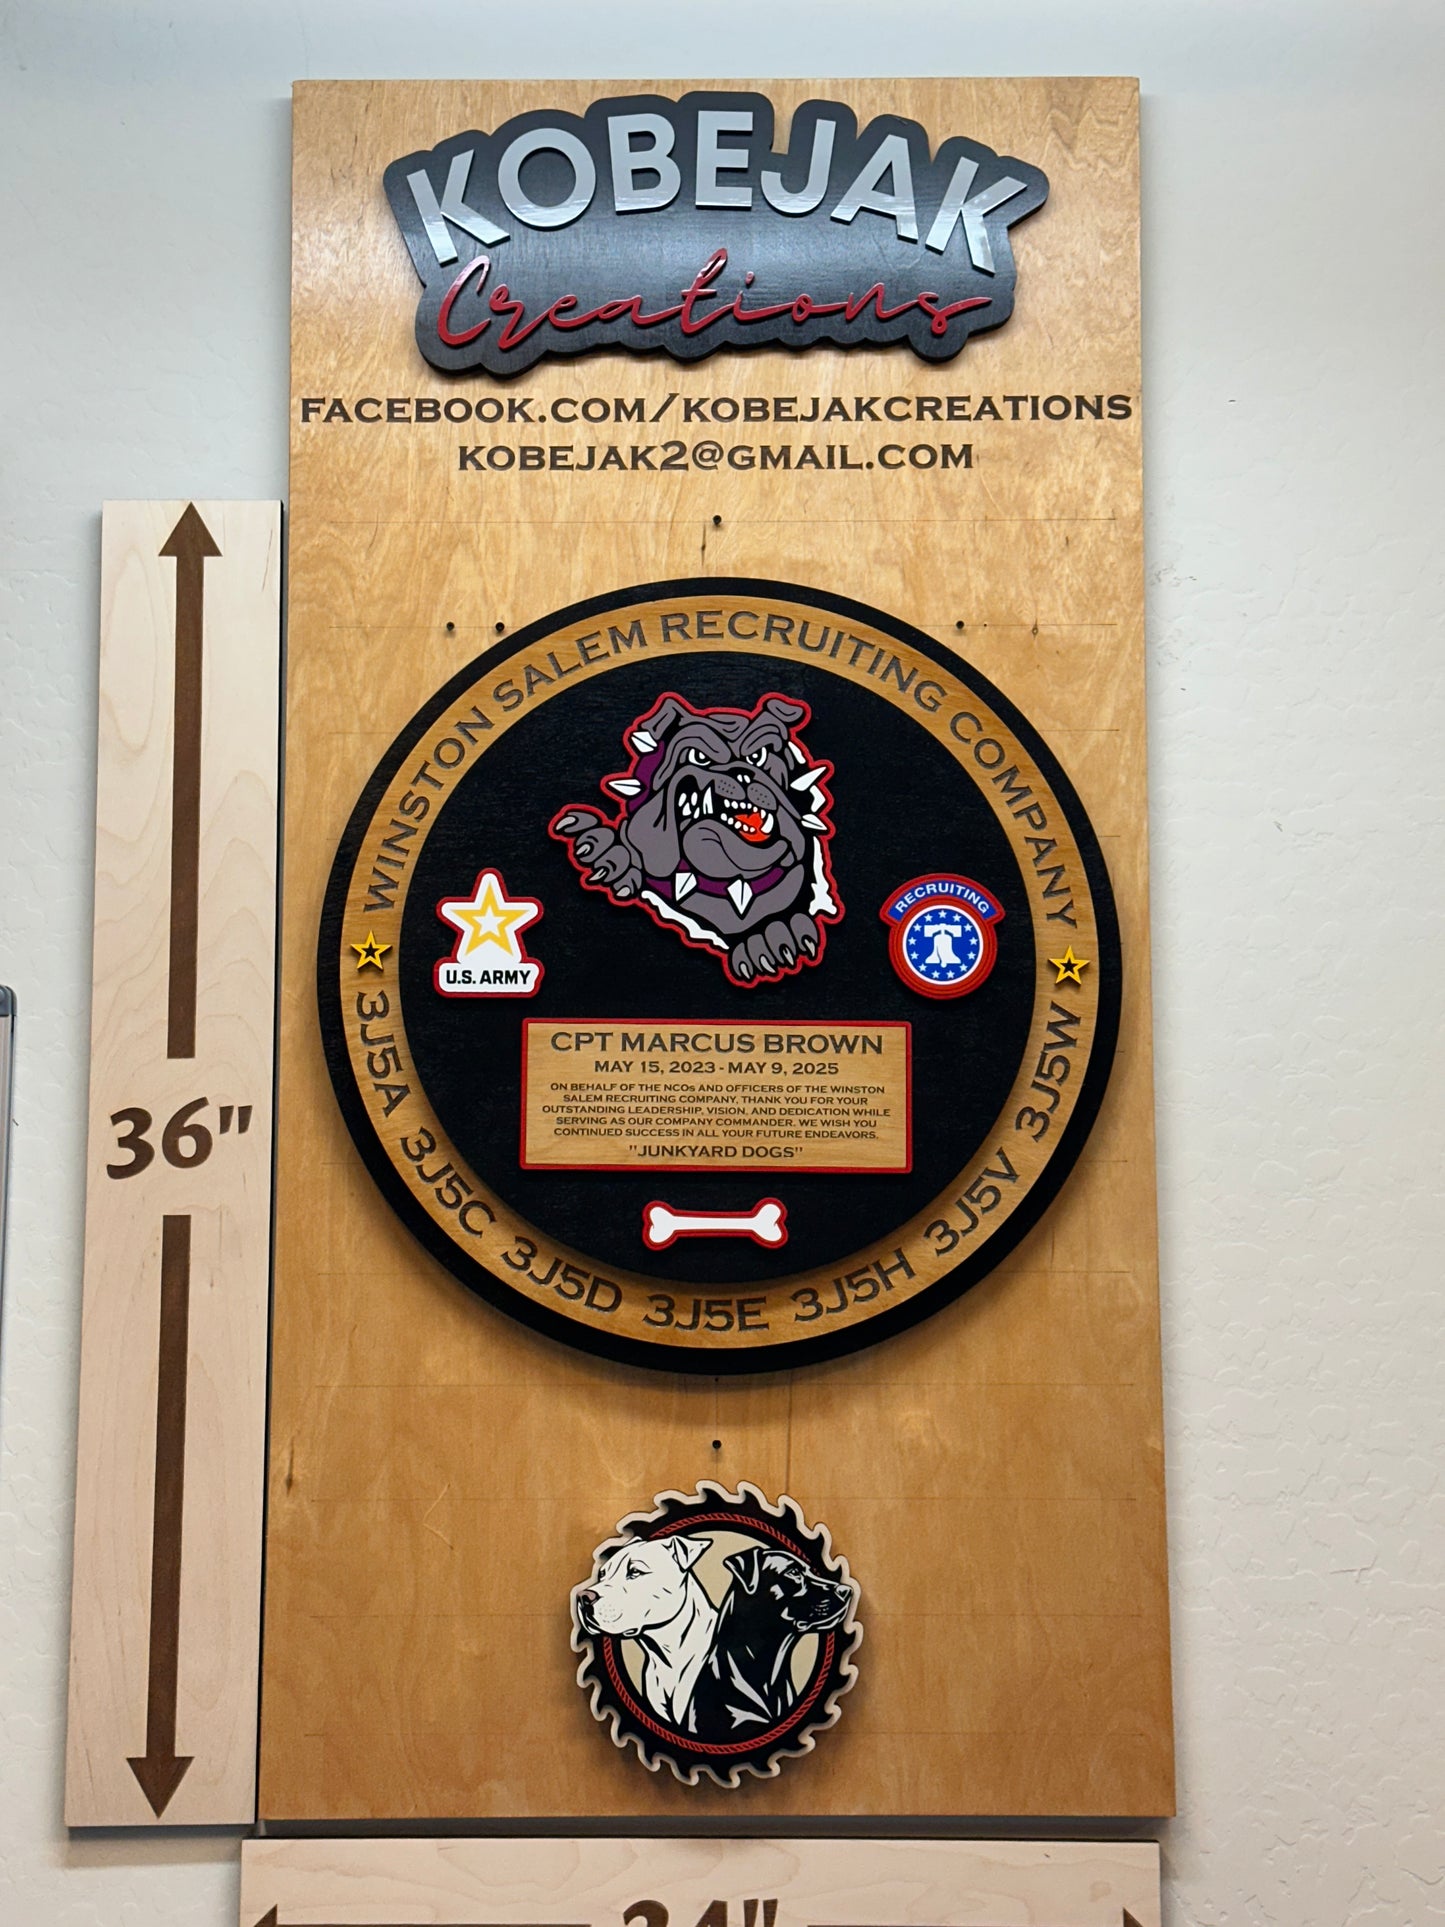 KOBEJAK
Creations
FACEBOOK.COM/KOBEJAKCREATIONS
KOBEJAK2@GMAIL.COM
WINSTON SALEM RECRUITING COMPANY
U.S. ARMY
RECRUITING
CPT MARCUS BROWN
MAY 15, 2023 - MAY 9, 2025
ON BEHALF OF THE NCOs AND OFFICERS OF THE WINSTON
SALEM RECRUITING COMPANY, THANK YOU FOR YOUR
OUTSTANDING LEADERSHIP, VISION, AND DEDICATION WHILE
SERVING AS OUR COMPANY COMMANDER. WE WISH YOU
CONTINUED SUCCESS IN ALL YOUR FUTURE ENDEAVORS.
"JUNKYARD DOGS"
3J5A 3J5C 3J5D 3J5E 3J5H 3J5V 3J5W
36"
24"